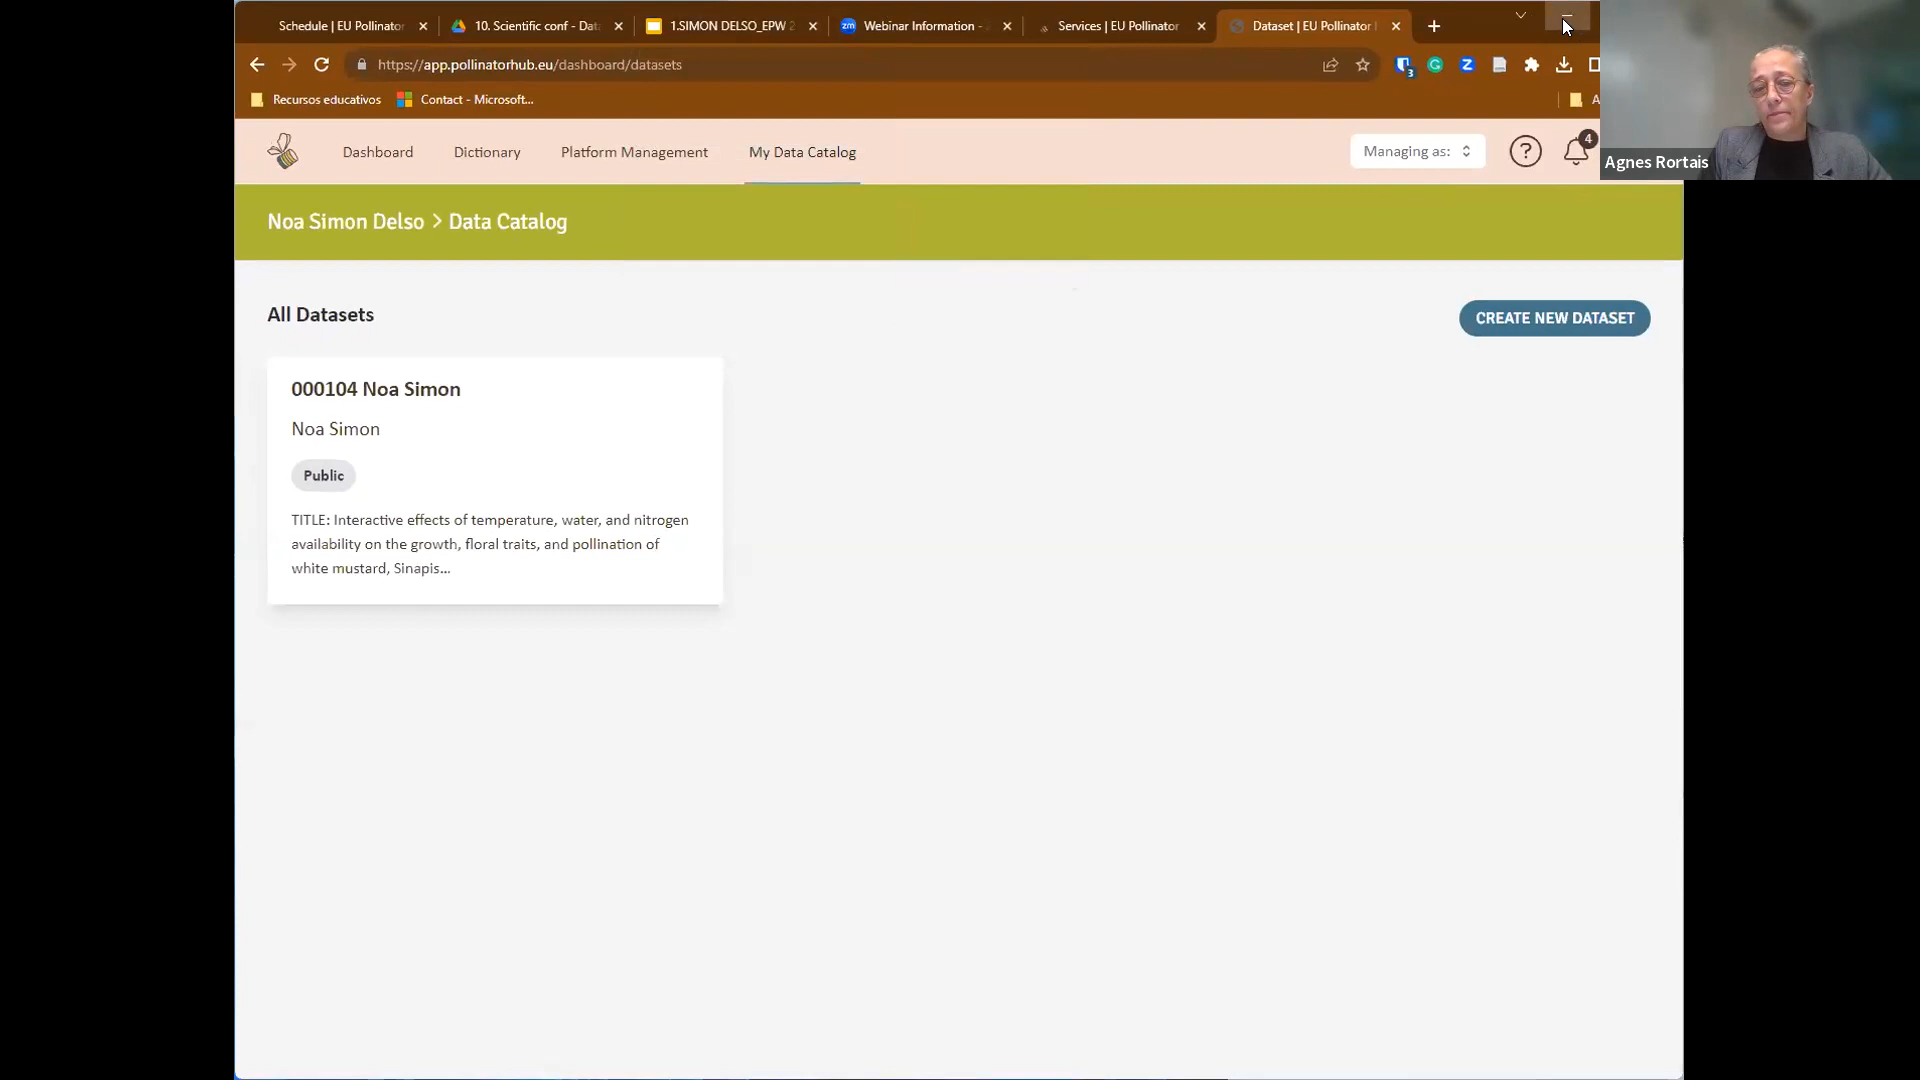 Schedule | EU Pollinator
10. Scientific conf - Dat
1.SIMON DELSO_EPW 2
zm Webinar Information -
Services | EU Pollinator
Dataset | EU Pollinator
https://app.pollinatorhub.eu/dashboard/datasets
3
Recursos educativos
Contact - Microsoft...
A
Dashboard
Dictionary
Platform Management
My Data Catalog
Managing as:
?
4
Agnes Rortais
Noa Simon Delso > Data Catalog
All Datasets
CREATE NEW DATASET
000104 Noa Simon
Noa Simon
Public
TITLE: Interactive effects of temperature, water, and nitrogen
availability on the growth, floral traits, and pollination of
white mustard, Sinapis...